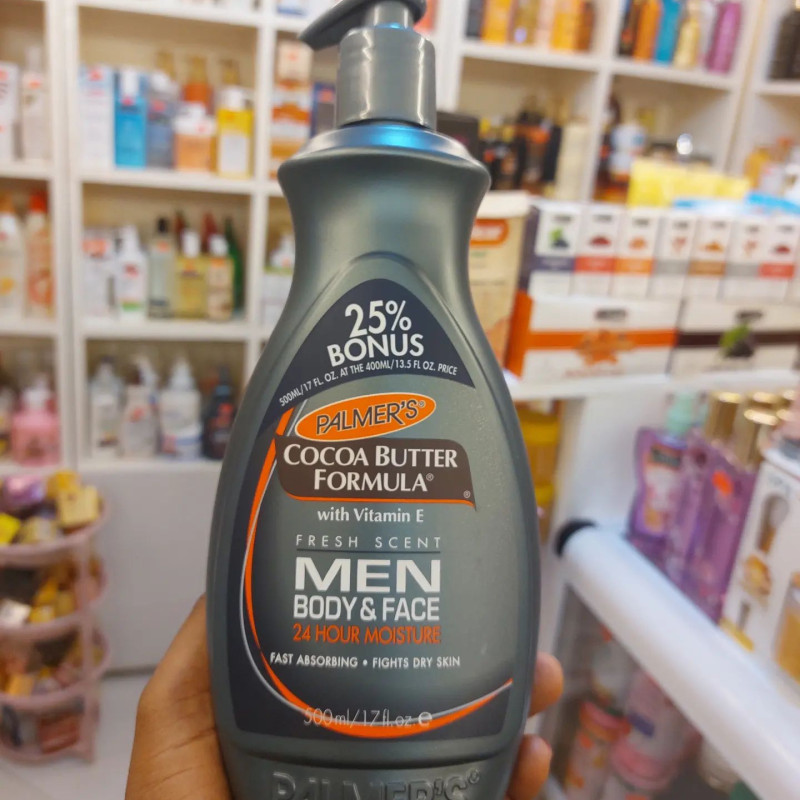 25%
BONUS
500ML/17 FL. OZ. AT THE 400ML/13.5 FL OZ. PRICE
PALMER'S®
COCOA BUTTER
FORMULA®
®
with Vitamin E
FRESH SCENT
MEN
BODY & FACE
24 HOUR MOISTURE
FAST ABSORBING • FIGHTS DRY SKIN
500ml/17fl.oz. ℮
PALMER'S®